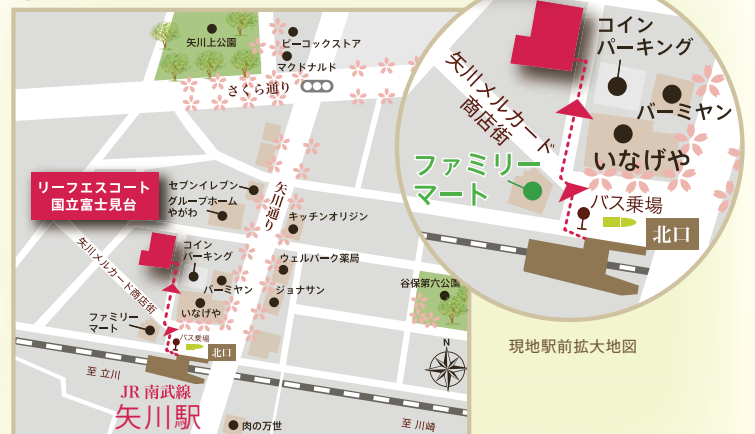 矢川上公園
ピーコックストア
マクドナルド
さくら通り
リーフエスコート
国立富士見台
セブンイレブン
グループホーム
やがわ
矢川通り
キッチンオリジン
矢川メルカード商店街
コイン
パーキング
バーミヤン
いなげや
ウェルパーク薬局
ジョナサン
谷保第六公園
ファミリー
マート
バス乗場
北口
N
至 立川
JR 南武線
矢川駅
肉の万世
至 川崎
コイン
パーキング
矢川メルカード
商店街
バーミヤン
いなげや
ファミリー
マート
バス乗場
北口
現地駅前拡大地図